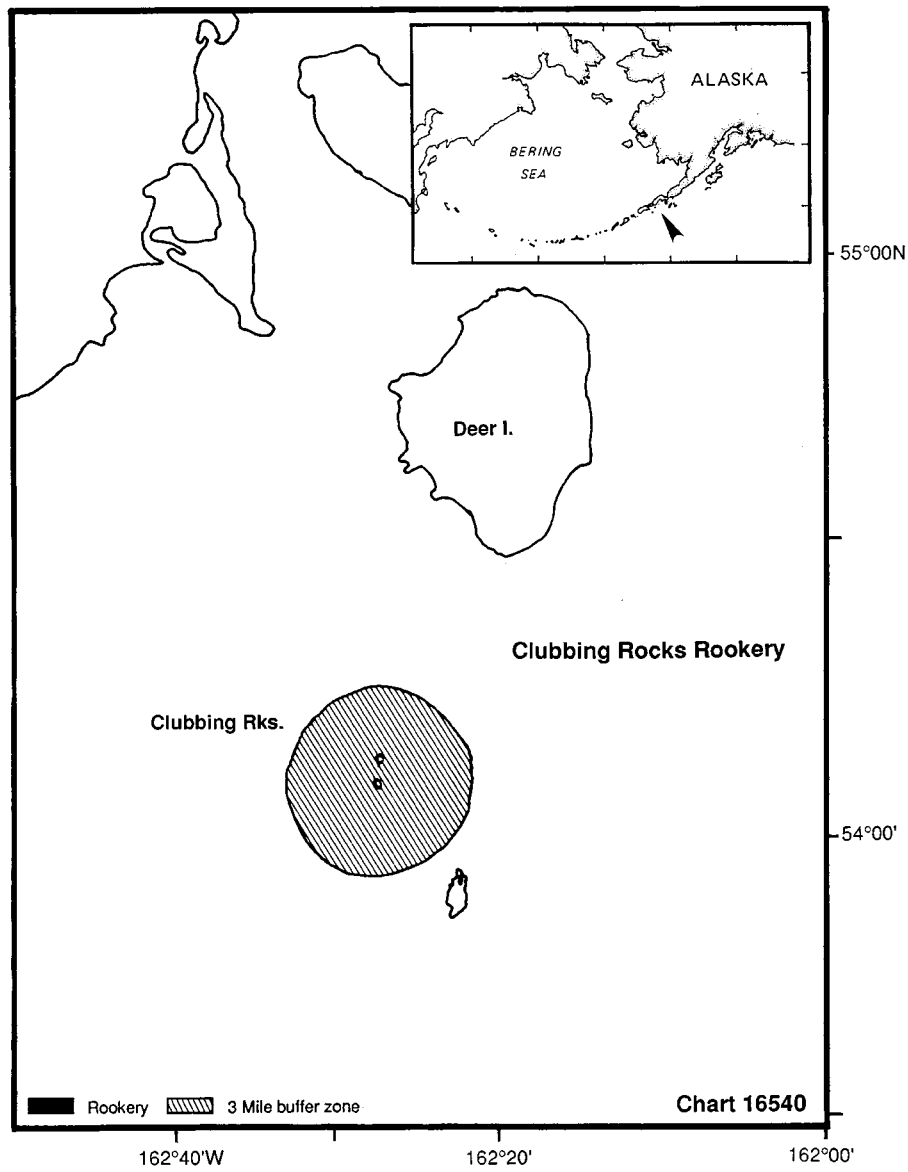 ALASKA
BERING
SEA
55°00N
Deer I.
Clubbing Rocks Rookery
Clubbing Rks.
54°00'
Rookery
3 Mile buffer zone
Chart 16540
162°40'W
162°20'
162°00'